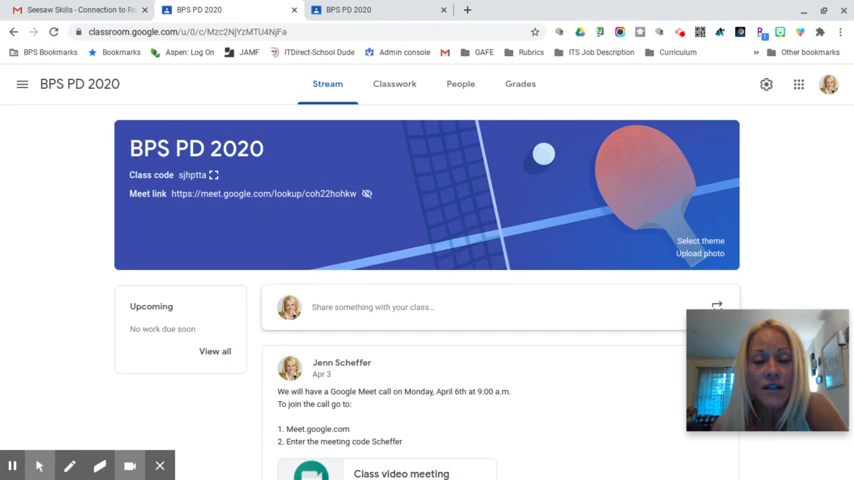 Seesaw Skills - Connection to Re
BPS PD 2020
BPS PD 2020
classroom.google.com/u/0/c/Mzc2NjYzMTU4NjFa
BPS Bookmarks
Bookmarks
Aspen: Log On
JAMF
ITDirect-School Dude
Admin console
GAFE
Rubrics
ITS Job Description
Curriculum
Other bookmarks
BPS PD 2020
Stream
Classwork
People
Grades
BPS PD 2020
Class code sjhptta
Meet link https://meet.google.com/lookup/coh22hohkw
Select theme
Upload photo
Upcoming
No work due soon
View all
Share something with your class...
Jenn Scheffer
Apr 3
We will have a Google Meet call on Monday, April 6th at 9:00 a.m.
To join the call go to:
1. Meet.google.com
2. Enter the meeting code Scheffer
Class video meeting